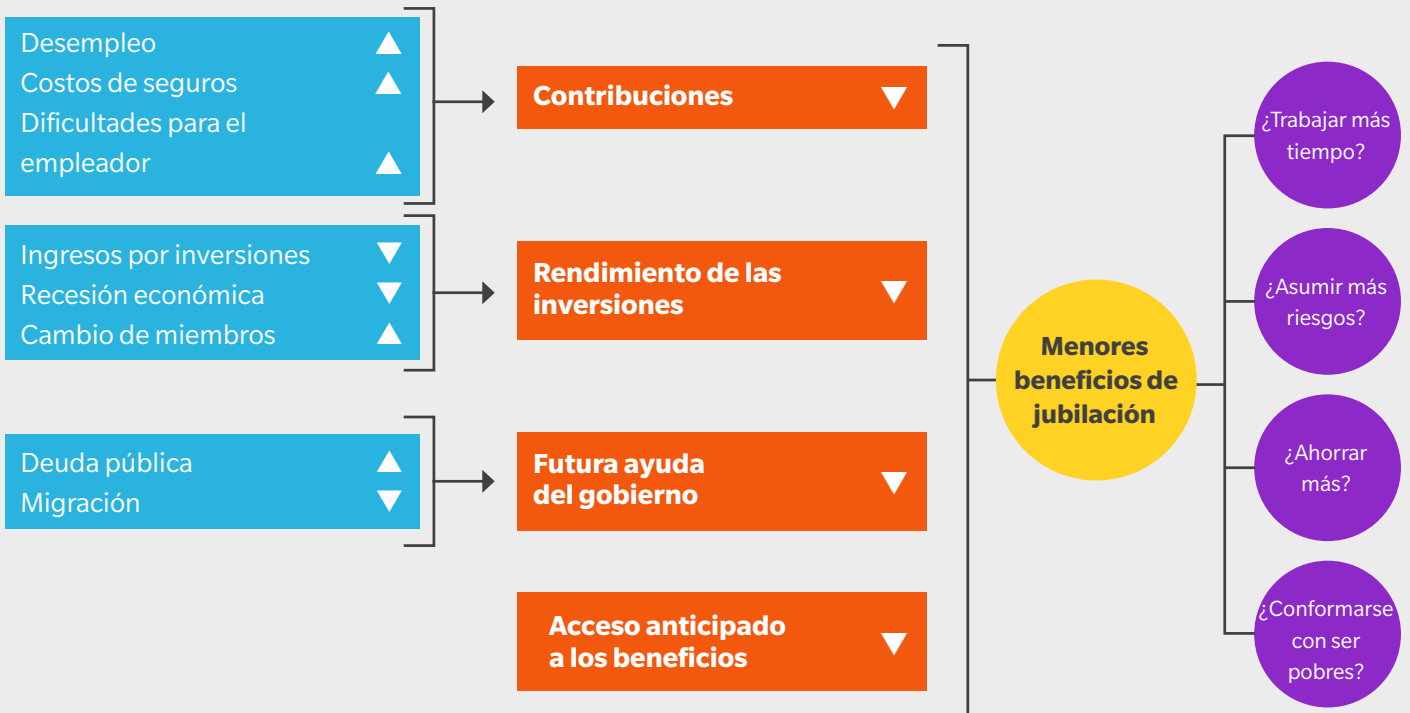 Desempleo ▲
Costos de seguros ▲
Dificultades para el
empleador ▲
Contribuciones ▼
Ingresos por inversiones ▼
Recesión económica ▼
Cambio de miembros ▲
Rendimiento de las
inversiones ▼
Deuda pública ▲
Migración ▼
Futura ayuda
del gobierno ▼
Acceso anticipado
a los beneficios ▼
Menores
beneficios de
jubilación
¿Trabajar más
tiempo?
¿Asumir más
riesgos?
¿Ahorrar
más?
¿Conformarse
con ser
pobres?